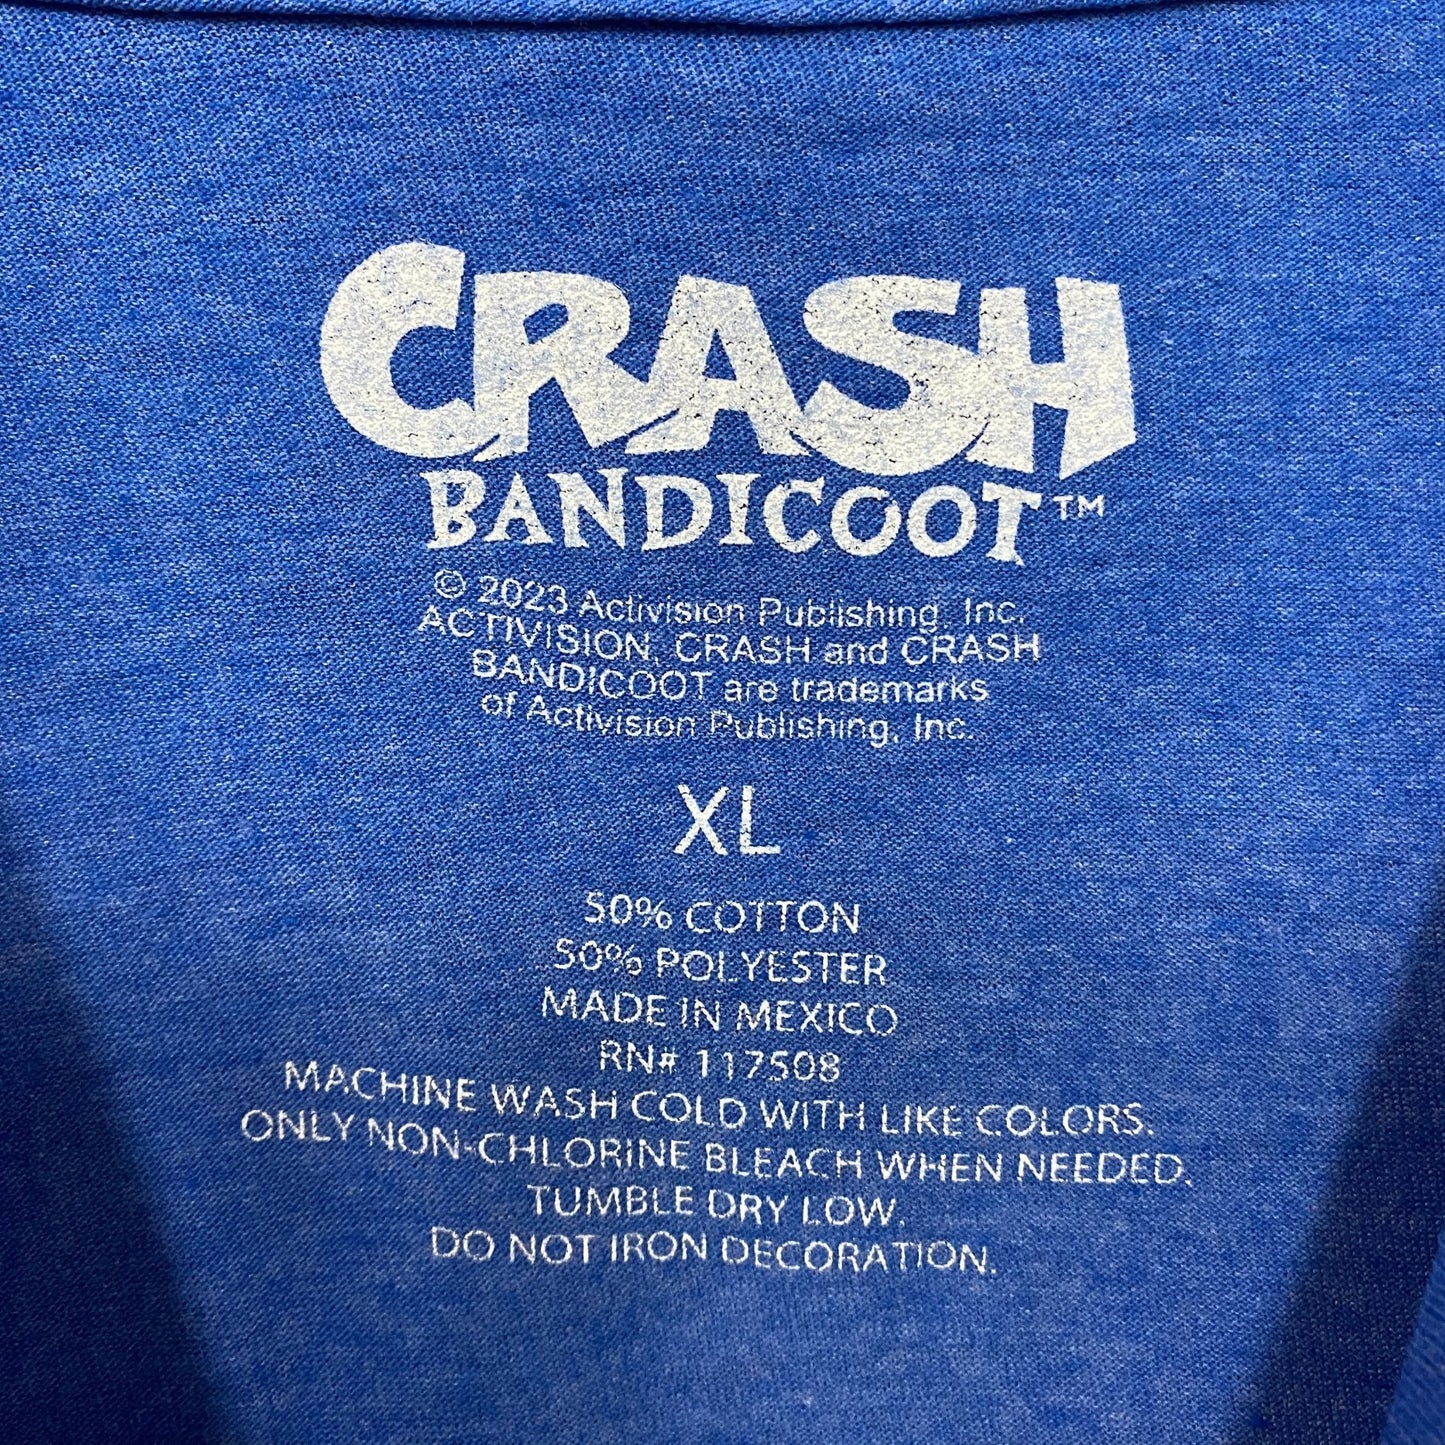 CRASH
BANDICOOT™
© 2023 Activision Publishing, Inc.
ACTIVISION, CRASH and CRASH
BANDICOOT are trademarks
of Activision Publishing, Inc.
XL
50% COTTON
50% POLYESTER
MADE IN MEXICO
RN# 117508
MACHINE WASH COLD WITH LIKE COLORS.
ONLY NON-CHLORINE BLEACH WHEN NEEDED.
TUMBLE DRY LOW.
DO NOT IRON DECORATION.